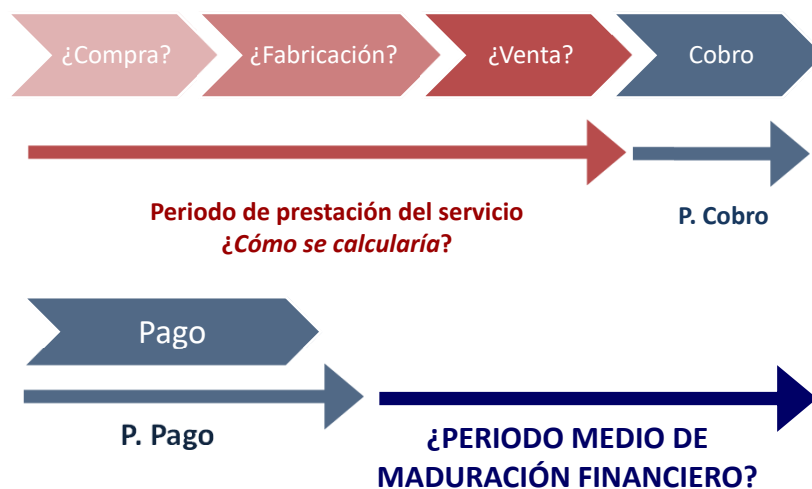 ¿Compra?
¿Fabricación?
¿Venta?
Cobro
Periodo de prestación del servicio
¿Cómo se calcularía?
P. Cobro
Pago
P. Pago
¿PERIODO MEDIO DE
MADURACIÓN FINANCIERO?